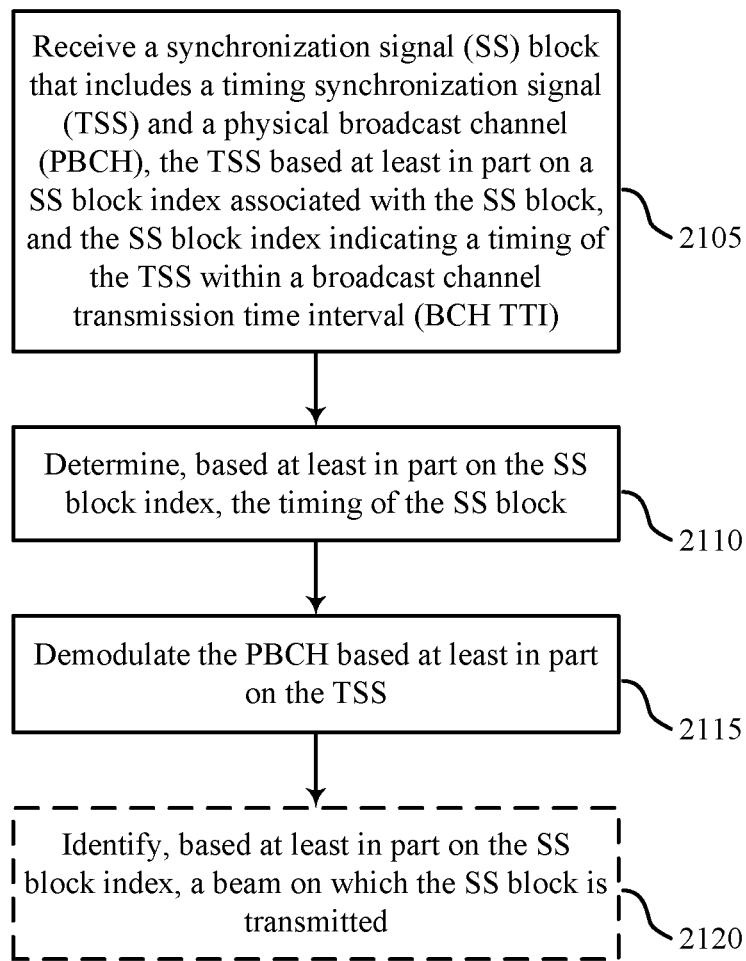 Receive a synchronization signal (SS) block
that includes a timing synchronization signal
(TSS) and a physical broadcast channel
(PBCH), the TSS based at least in part on a
SS block index associated with the SS block,
and the SS block index indicating a timing of
the TSS within a broadcast channel
transmission time interval (BCH TTI)
2105
Determine, based at least in part on the SS
block index, the timing of the SS block
2110
Demodulate the PBCH based at least in part
on the TSS
2115
Identify, based at least in part on the SS
block index, a beam on which the SS block is
transmitted
2120